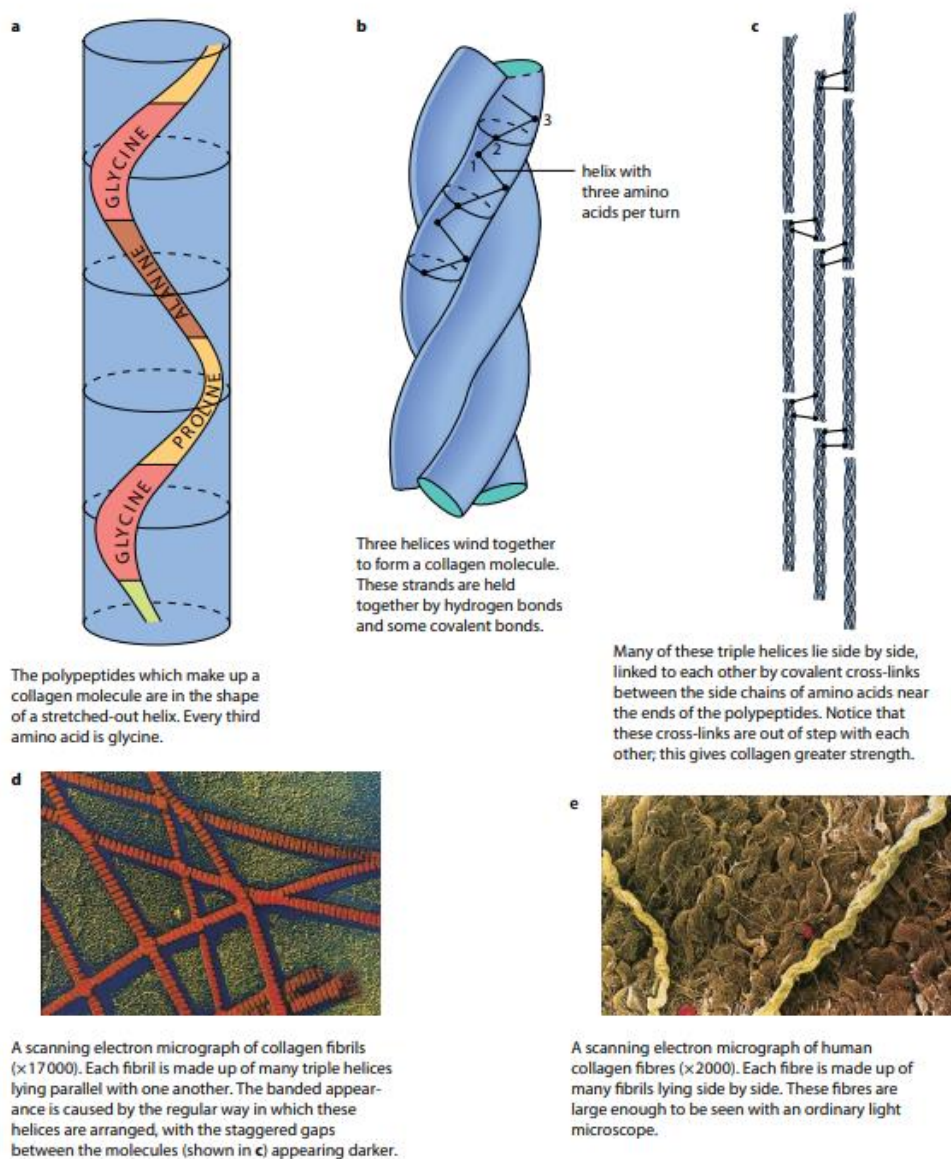 a
GLYCINE
ALANINE
PROLINE
GLYCINE
The polypeptides which make up a
collagen molecule are in the shape
of a stretched-out helix. Every third
amino acid is glycine.
b
3
2
1
helix with
three amino
acids per turn
Three helices wind together
to form a collagen molecule.
These strands are held
together by hydrogen bonds
and some covalent bonds.
c
Many of these triple helices lie side by side,
linked to each other by covalent cross-links
between the side chains of amino acids near
the ends of the polypeptides. Notice that
these cross-links are out of step with each
other; this gives collagen greater strength.
d
A scanning electron micrograph of collagen fibrils
(×17 000). Each fibril is made up of many triple helices
lying parallel with one another. The banded appear-
ance is caused by the regular way in which these
helices are arranged, with the staggered gaps
between the molecules (shown in c) appearing darker.
e
A scanning electron micrograph of human
collagen fibres (×2000). Each fibre is made up of
many fibrils lying side by side. These fibres are
large enough to be seen with an ordinary light
microscope.